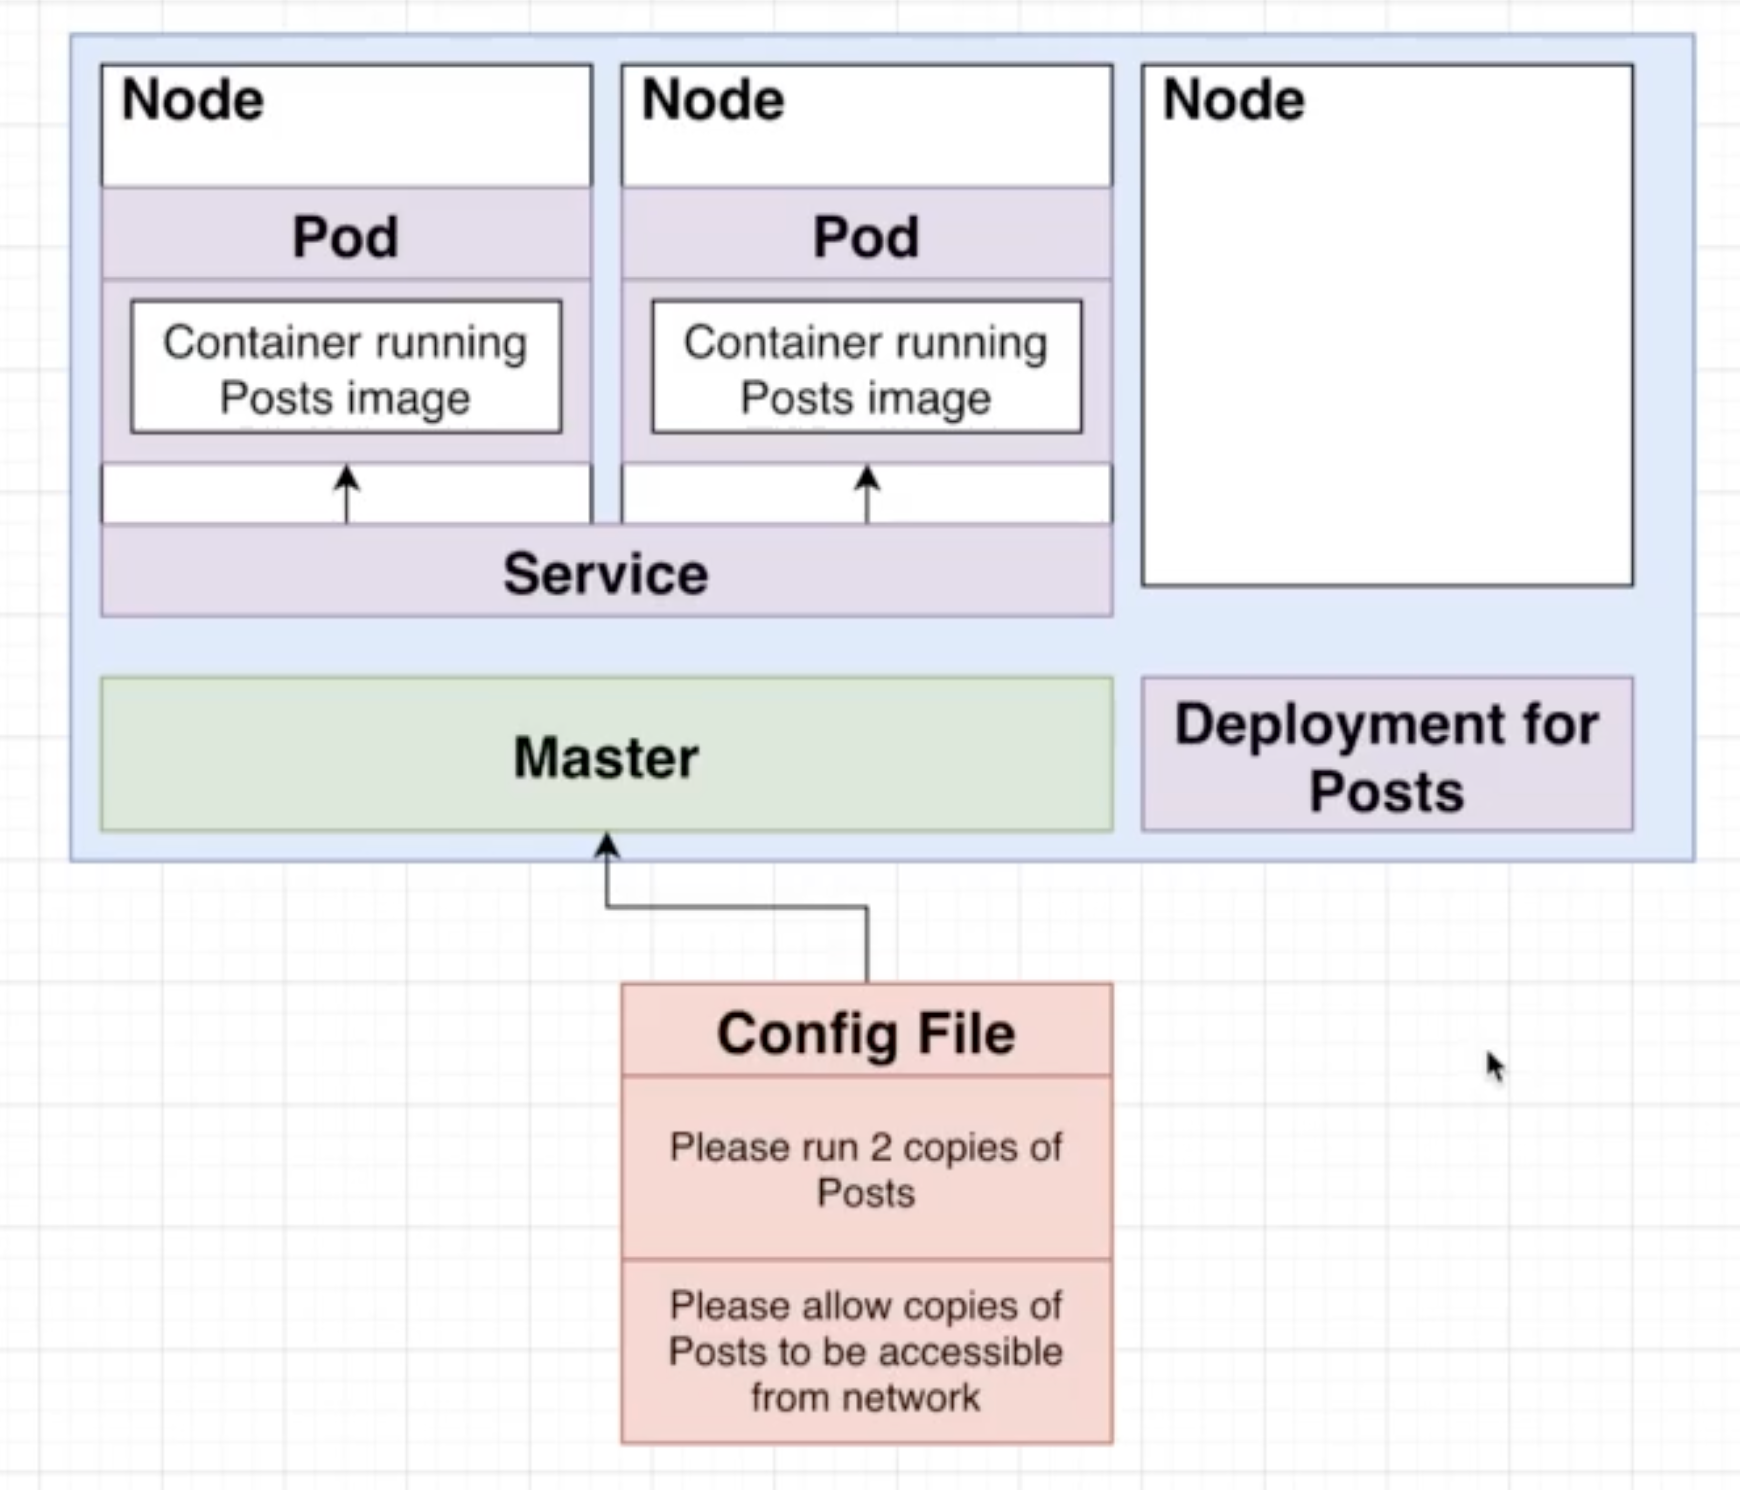 Node
Node
Node
Pod
Pod
Container running
Posts image
Container running
Posts image
Service
Master
Deployment for
Posts
Config File
Please run 2 copies of
Posts
Please allow copies of
Posts to be accessible
from network